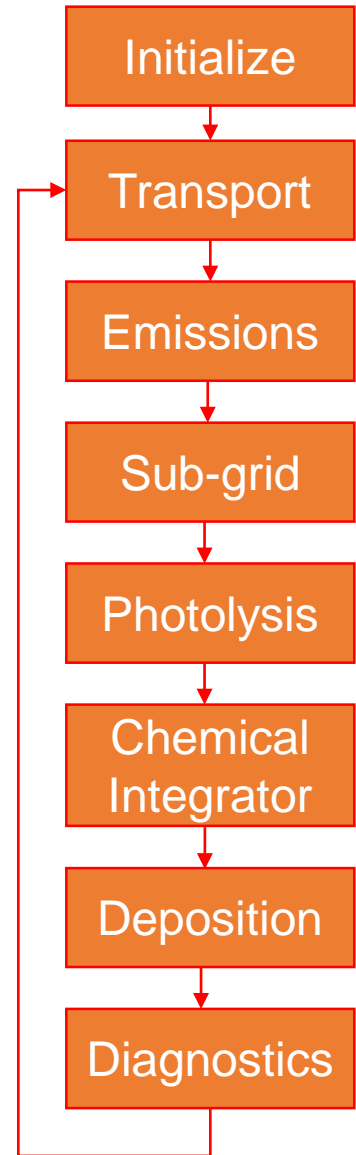 Initialize
Transport
Emissions
Sub-grid
Photolysis
Chemical
Integrator
Deposition
Diagnostics